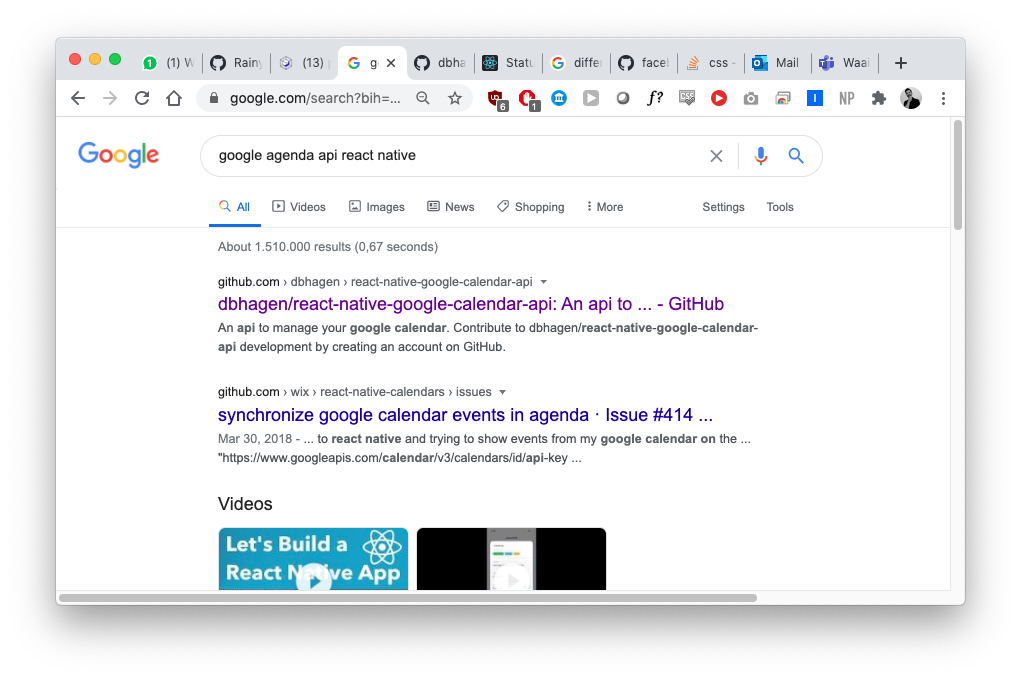 1 (1) W Rainy (13) g dbha Statu differ facel css - Mail Waai
google.com/search?bih=... 6 1 f? CSS NP
Google google agenda api react native
All Videos Images News Shopping More Settings Tools
About 1.510.000 results (0,67 seconds)
github.com › dbhagen › react-native-google-calendar-api
dbhagen/react-native-google-calendar-api: An api to ... - GitHub
An api to manage your google calendar. Contribute to dbhagen/react-native-google-calendar-
api development by creating an account on GitHub.
github.com › wix › react-native-calendars › issues
synchronize google calendar events in agenda · Issue #414 ...
Mar 30, 2018 - ... to react native and trying to show events from my google calendar on the ...
"https://www.googleapis.com/calendar/v3/calendars/id/api-key ...
Videos
Let's Build a
React Native App